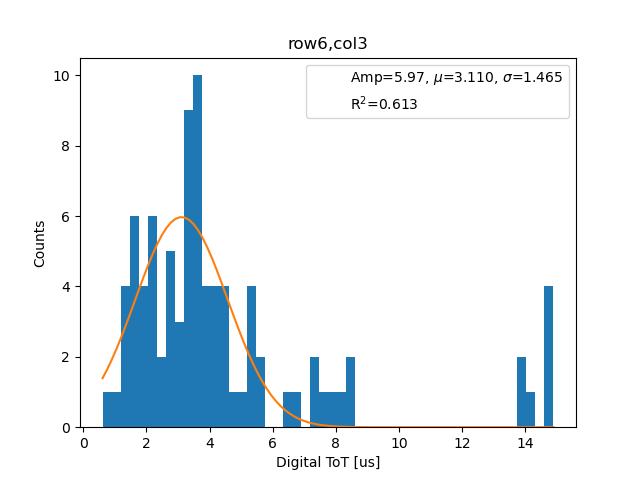 row6,col3
Amp=5.97, μ=3.110, σ=1.465
R²=0.613
10
8
6
4
2
0
Counts
0 2 4 6 8 10 12 14
Digital ToT [us]